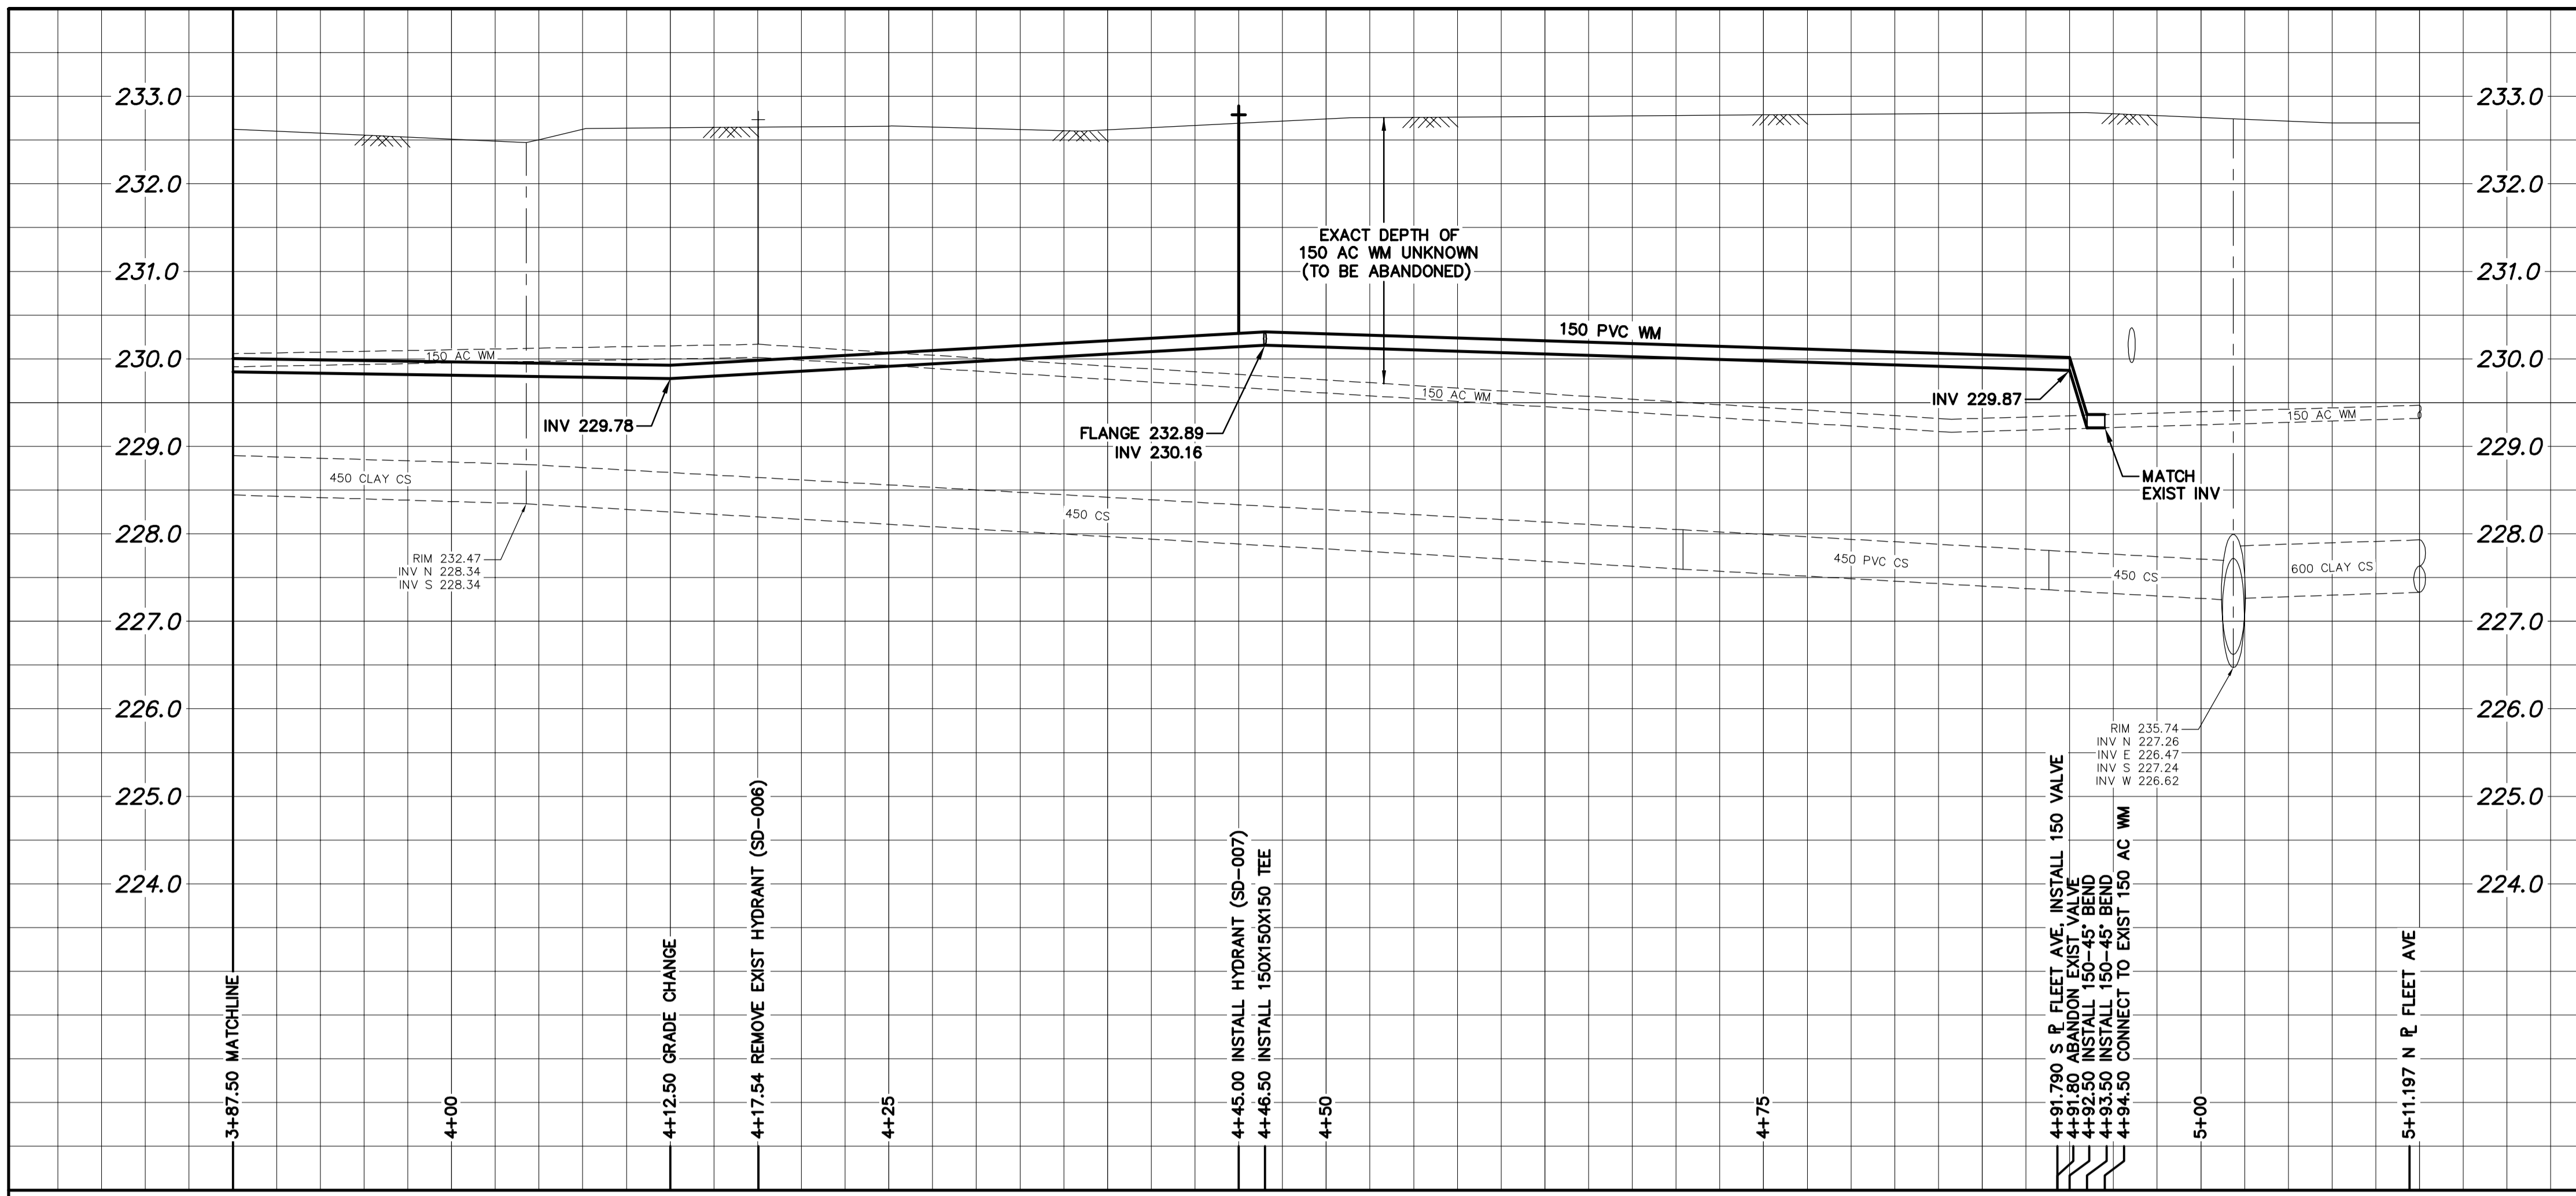 233.0
233.0
232.0
232.0
EXACT DEPTH OF
150 AC WM UNKNOWN
(TO BE ABANDONED)
231.0
231.0
150 PVC WM
230.0
150 AC WM
230.0
INV 229.87
150 AC WM
150 AC WM
INV 229.78
FLANGE 232.89
INV 230.16
229.0
229.0
MATCH
EXIST INV
450 CLAY CS
450 CS
228.0
228.0
RIM 232.47
INV N 228.34
INV S 228.34
450 PVC CS
450 CS
600 CLAY CS
227.0
227.0
226.0
226.0
RIM 235.74
INV N 227.26
INV E 226.47
INV S 227.24
INV W 226.62
225.0
225.0
224.0
224.0
3+87.50 MATCHLINE
4+00
4+12.50 GRADE CHANGE
4+17.54 REMOVE EXIST HYDRANT (SD-006)
4+25
4+45.00 INSTALL HYDRANT (SD-007)
4+46.50 INSTALL 150X150X150 TEE
4+50
4+75
4+91.790 S PL FLEET AVE, INSTALL 150 VALVE
4+91.80 ABANDON EXIST VALVE
4+92.50 INSTALL 150-45° BEND
4+93.50 INSTALL 150-45° BEND
4+94.50 CONNECT TO EXIST 150 AC WM
5+00
5+11.197 N PL FLEET AVE